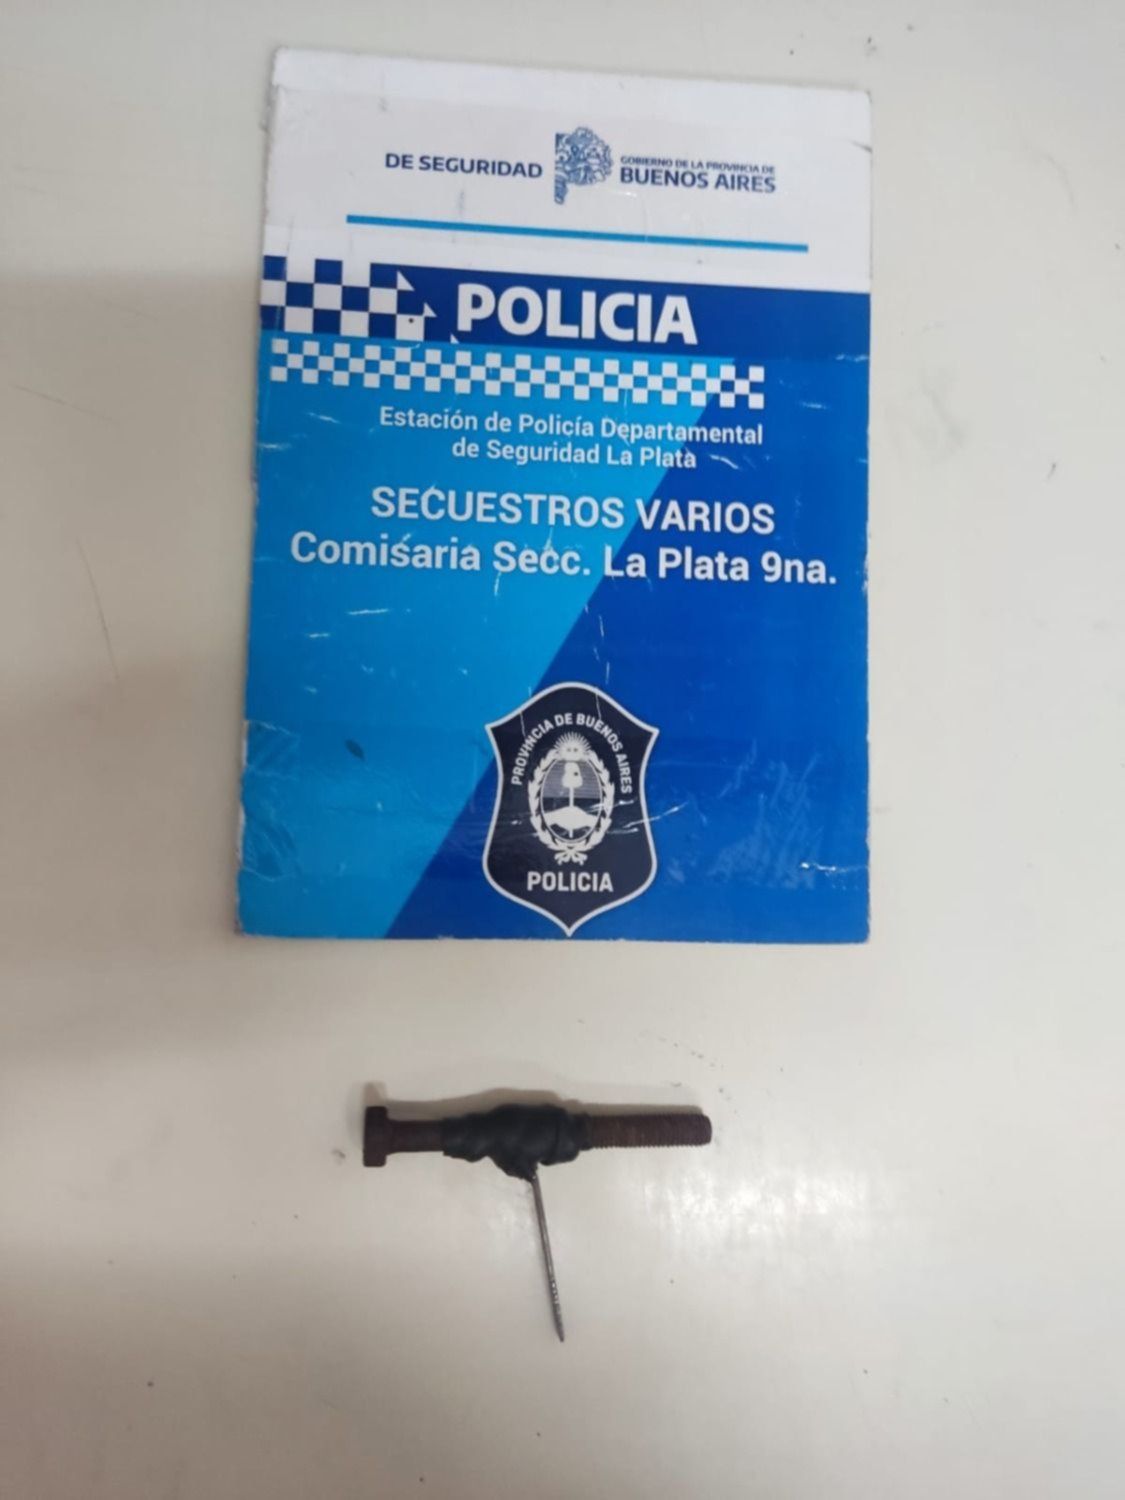 DE SEGURIDAD
GOBIERNO DE LA PROVINCIA DE
BUENOS AIRES
POLICIA
Estación de Policía Departamental
de Seguridad La Plata
SECUESTROS VARIOS
Comisaria Secc. La Plata 9na.
PROVINCIA DE BUENOS AIRES
POLICIA